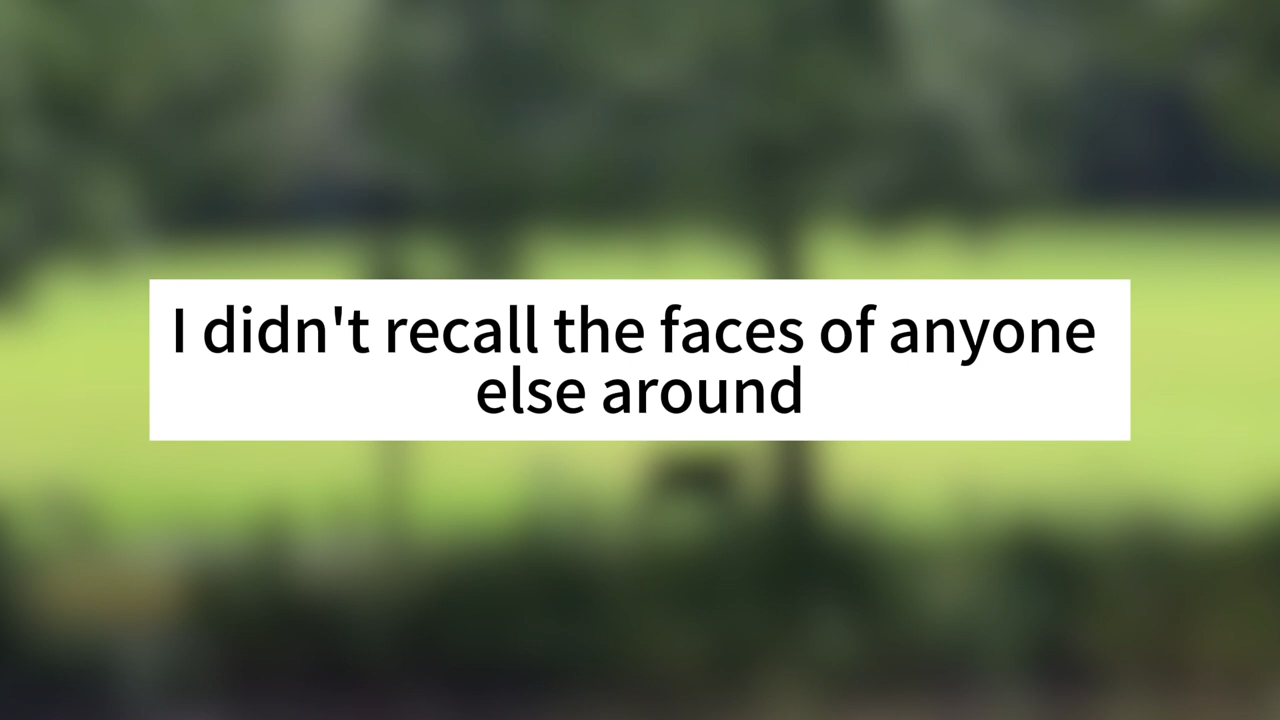 I didn't recall the faces of anyone
else around